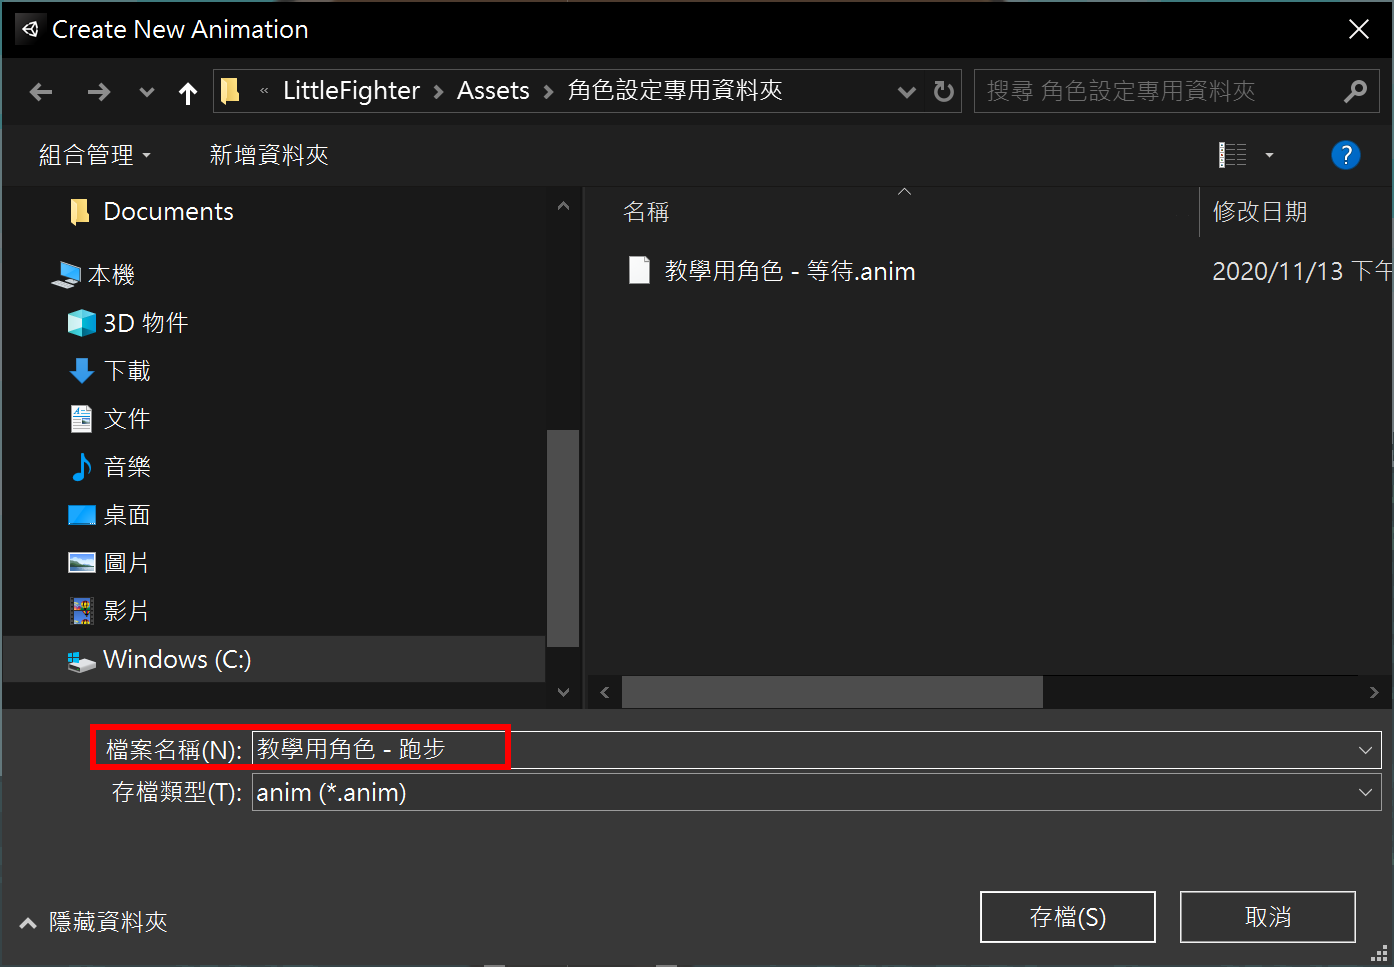 Create New Animation
« LittleFighter > Assets > 角色設定專用資料夾
搜尋 角色設定專用資料夾
組合管理
新增資料夾
?
Documents
本機
3D 物件
下載
文件
音樂
桌面
圖片
影片
Windows (C:)
名稱
修改日期
教學用角色 - 等待.anim
2020/11/13 下午
檔案名稱(N): 教學用角色 - 跑步
存檔類型(T): anim (*.anim)
隱藏資料夾
存檔(S)
取消